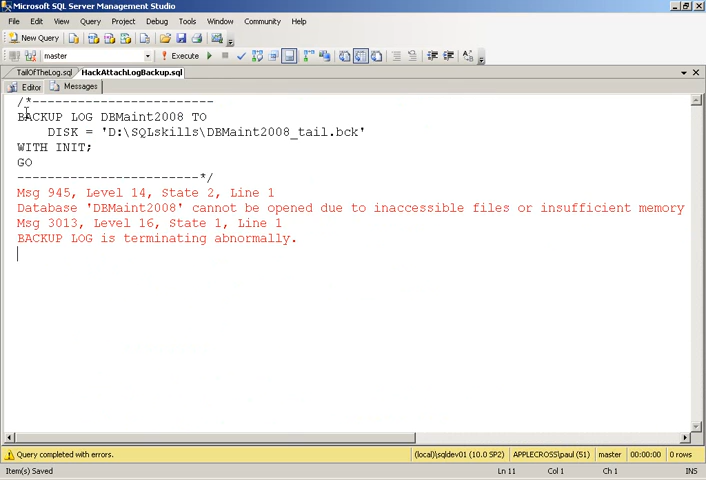 Microsoft SQL Server Management Studio
File Edit View Query Project Debug Tools Window Community Help
New Query
master Execute
TailOfTheLog.sql HackAttachLogBackup.sql
Editor Messages
/*------------------------
BACKUP LOG DBMaint2008 TO
DISK = 'D:\SQLskills\DBMaint2008_tail.bck'
WITH INIT;
GO
------------------------*/
Msg 945, Level 14, State 2, Line 1
Database 'DBMaint2008' cannot be opened due to inaccessible files or insufficient memory
Msg 3013, Level 16, State 1, Line 1
BACKUP LOG is terminating abnormally.
Query completed with errors. (local)\sqldev01 (10.0 SP2) APPLECROSS\paul (51) master 00:00:00 0 rows
Item(s) Saved Ln 11 Col 1 Ch 1 INS